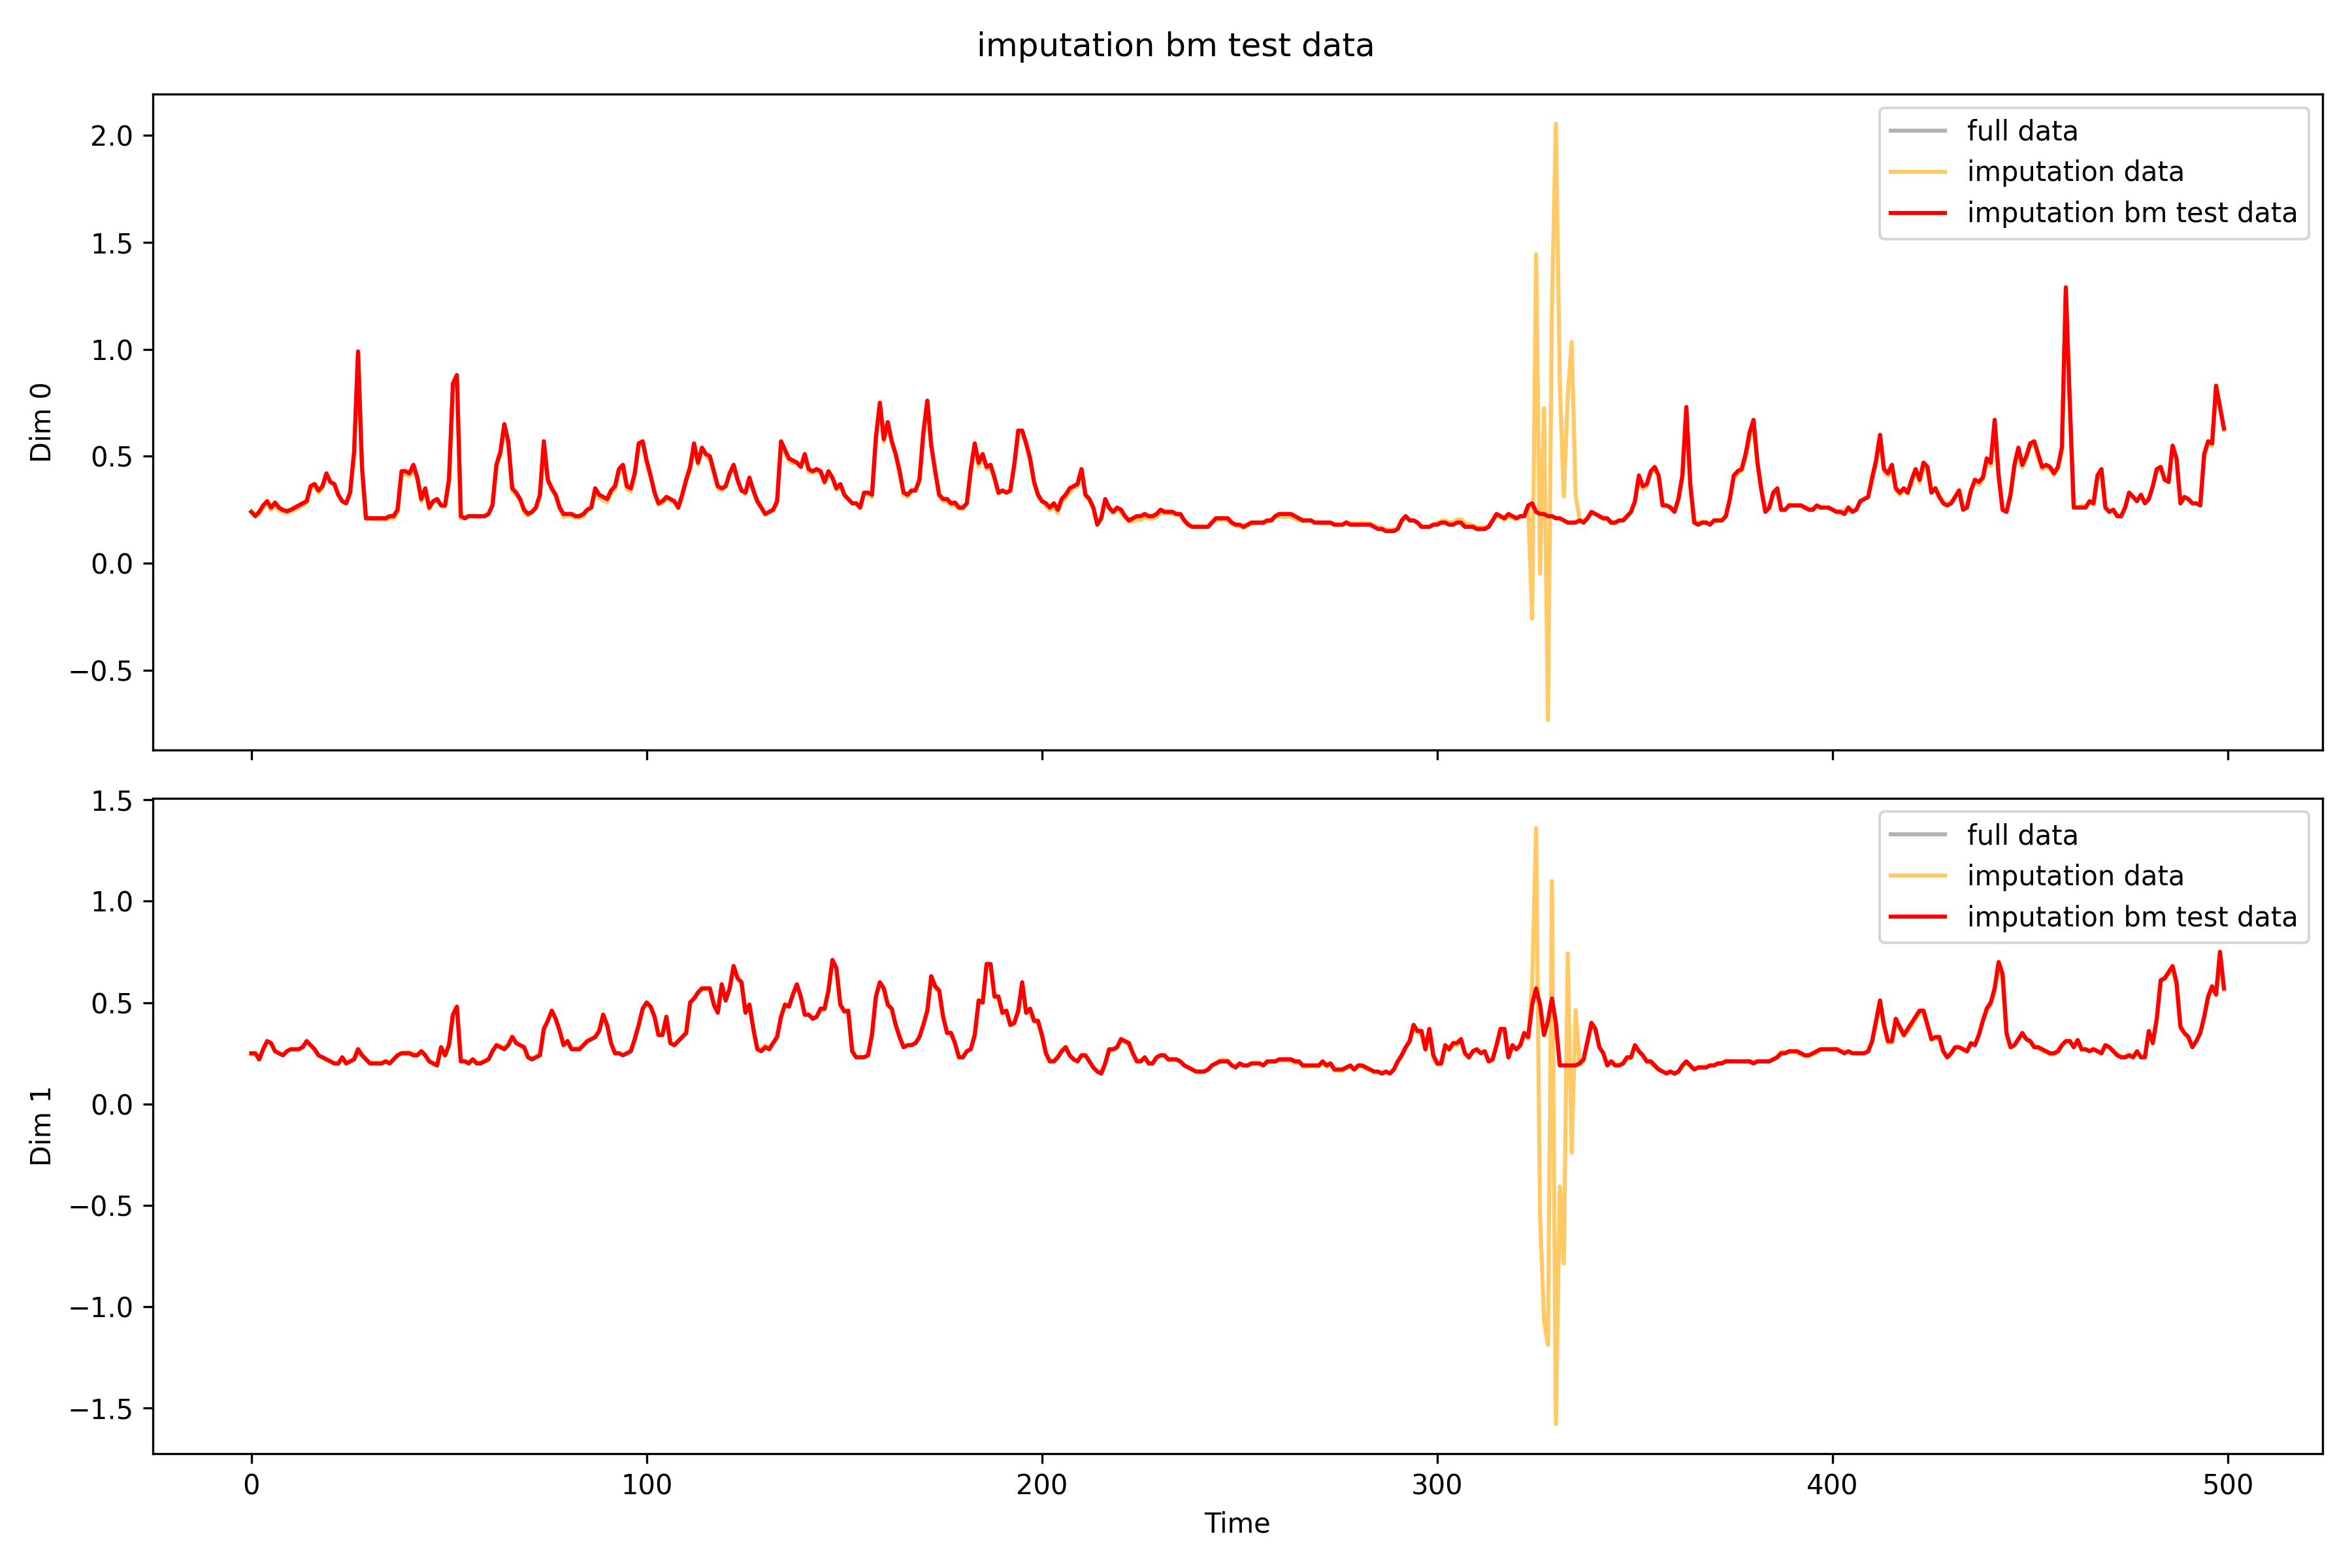 imputation bm test data
2.0
1.5
1.0
0.5
0.0
−0.5
Dim 0
full data
imputation data
imputation bm test data
1.5
1.0
0.5
0.0
−0.5
−1.0
−1.5
Dim 1
full data
imputation data
imputation bm test data
0 100 200 300 400 500
Time